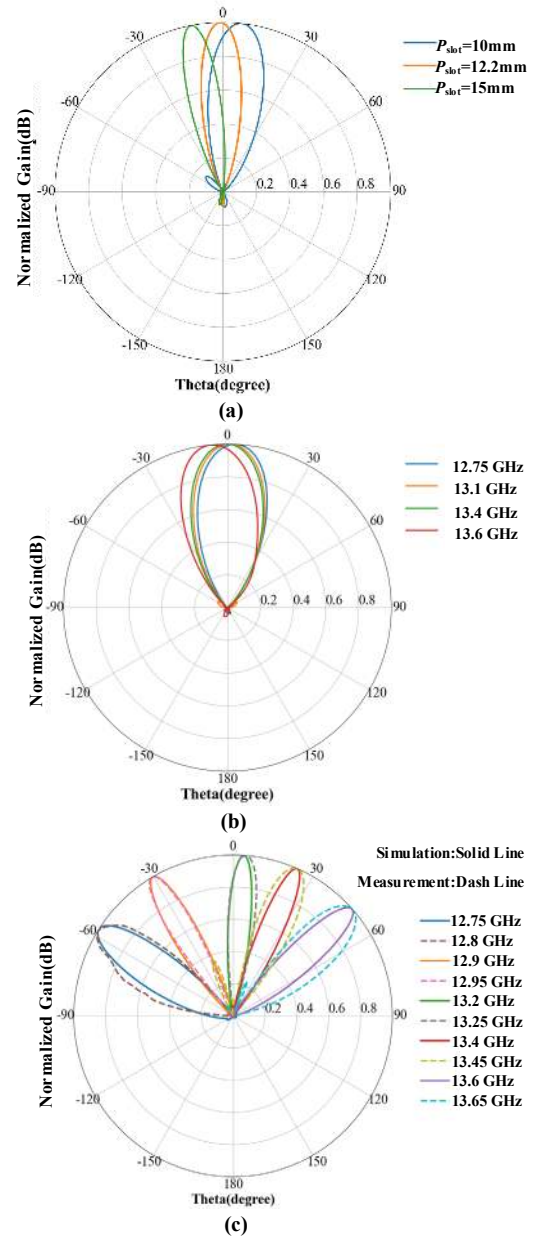 0
-30
30
-60
60
-90
0.2 0.4 0.6 0.8
90
-120
120
-150
150
180
Normalized Gain(dB)
Theta(degree)
Pslot=10mm
Pslot=12.2mm
Pslot=15mm
(a)
0
-30
30
-60
60
-90
0.2 0.4 0.6 0.8
90
-120
120
-150
150
180
Normalized Gain(dB)
Theta(degree)
12.75 GHz
13.1 GHz
13.4 GHz
13.6 GHz
(b)
0
-30
30
-60
60
-90
0.2 0.4 0.6 0.8
90
-120
120
-150
150
180
Normalized Gain(dB)
Theta(degree)
Simulation:Solid Line
Measurement:Dash Line
12.75 GHz
12.8 GHz
12.9 GHz
12.95 GHz
13.2 GHz
13.25 GHz
13.4 GHz
13.45 GHz
13.6 GHz
13.65 GHz
(c)